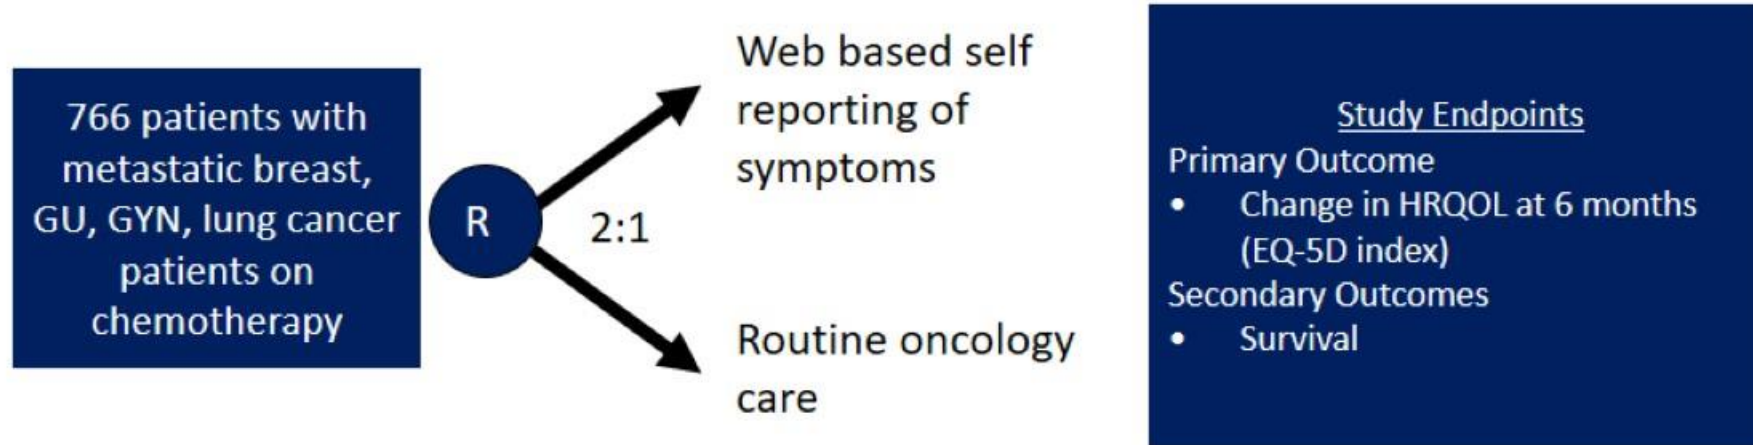 766 patients with
metastatic breast,
GU, GYN, lung cancer
patients on
chemotherapy
R
2:1
Web based self
reporting of
symptoms
Routine oncology
care
Study Endpoints
Primary Outcome
• Change in HRQOL at 6 months
(EQ-5D index)
Secondary Outcomes
• Survival